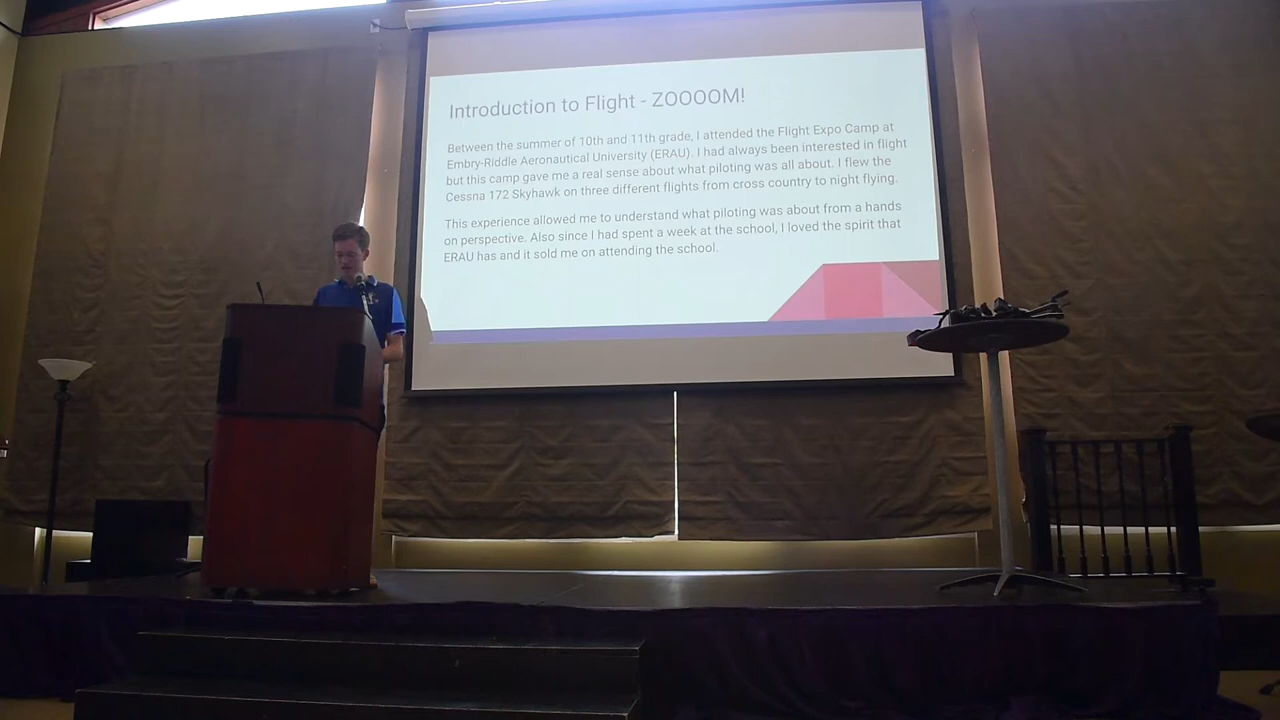 Introduction to Flight - ZOOOOM!
Between the summer of 10th and 11th grade, I attended the Flight Expo Camp at
Embry-Riddle Aeronautical University (ERAU). I had always been interested in flight
but this camp gave me a real sense about what piloting was all about. I flew the
Cessna 172 Skyhawk on three different flights from cross country to night flying.
This experience allowed me to understand what piloting was about from a hands
on perspective. Also since I had spent a week at the school, I loved the spirit that
ERAU has and it sold me on attending the school.